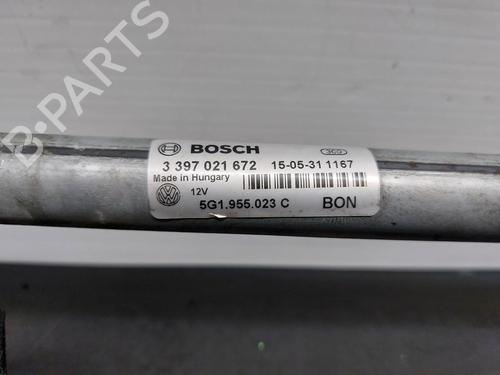 BOSCH
3 397 021 672 15-05-31 1167
Made in Hungary
12V
5G1.955.023 C BON
B-PARTS